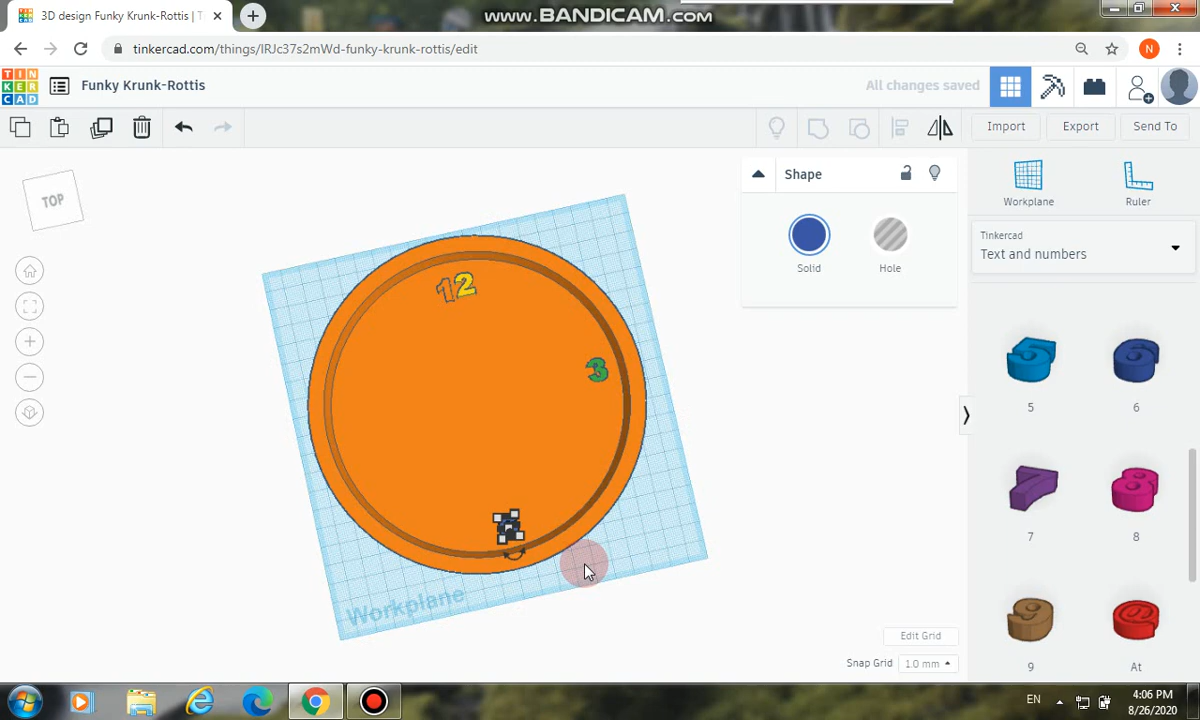 www.BANDICAM.com
3D design Funky Krunk-Rottis | T
N
tinkercad.com/things/lRJc37s2mWd-funky-krunk-rottis/edit
TIN
KER
CAD
Funky Krunk-Rottis
All changes saved
Import
Export
Send To
TOP
Shape
Solid
Hole
Workplane
Ruler
Tinkercad
Text and numbers
12
3
5
6
7
8
9
At
Workplane
Edit Grid
Snap Grid
1.0 mm
EN
4:06 PM
8/26/2020